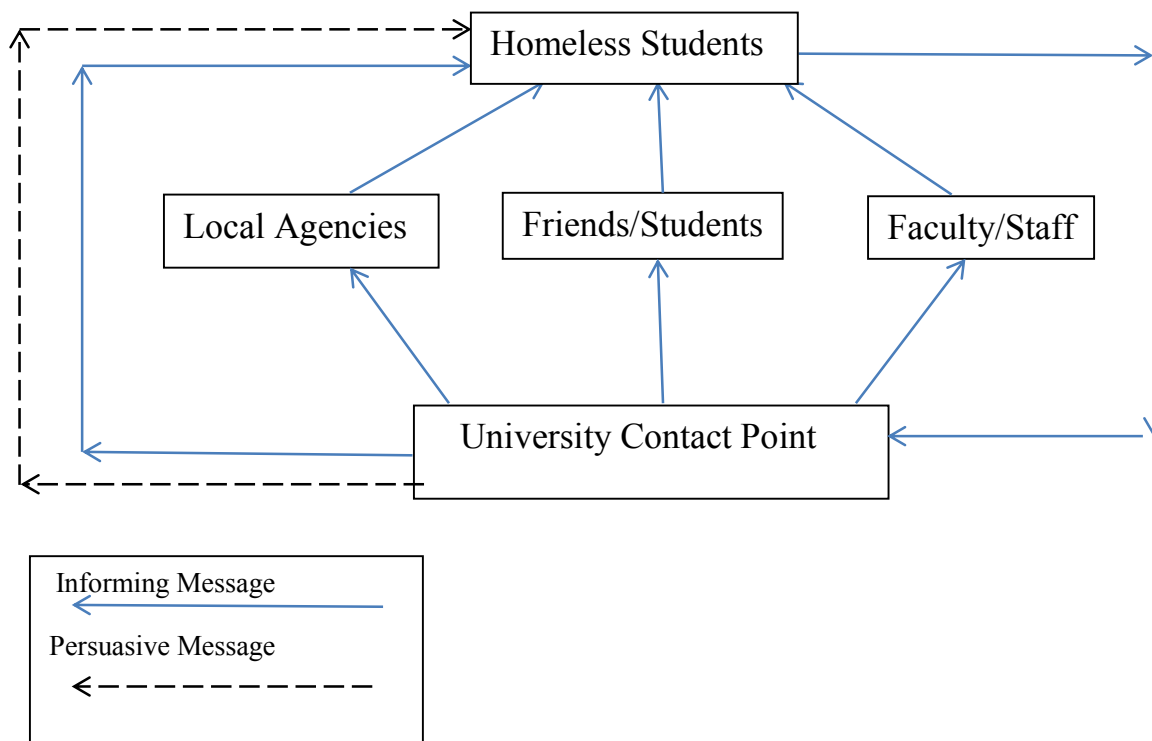 Homeless Students
Local Agencies
Friends/Students
Faculty/Staff
University Contact Point
Informing Message
Persuasive Message